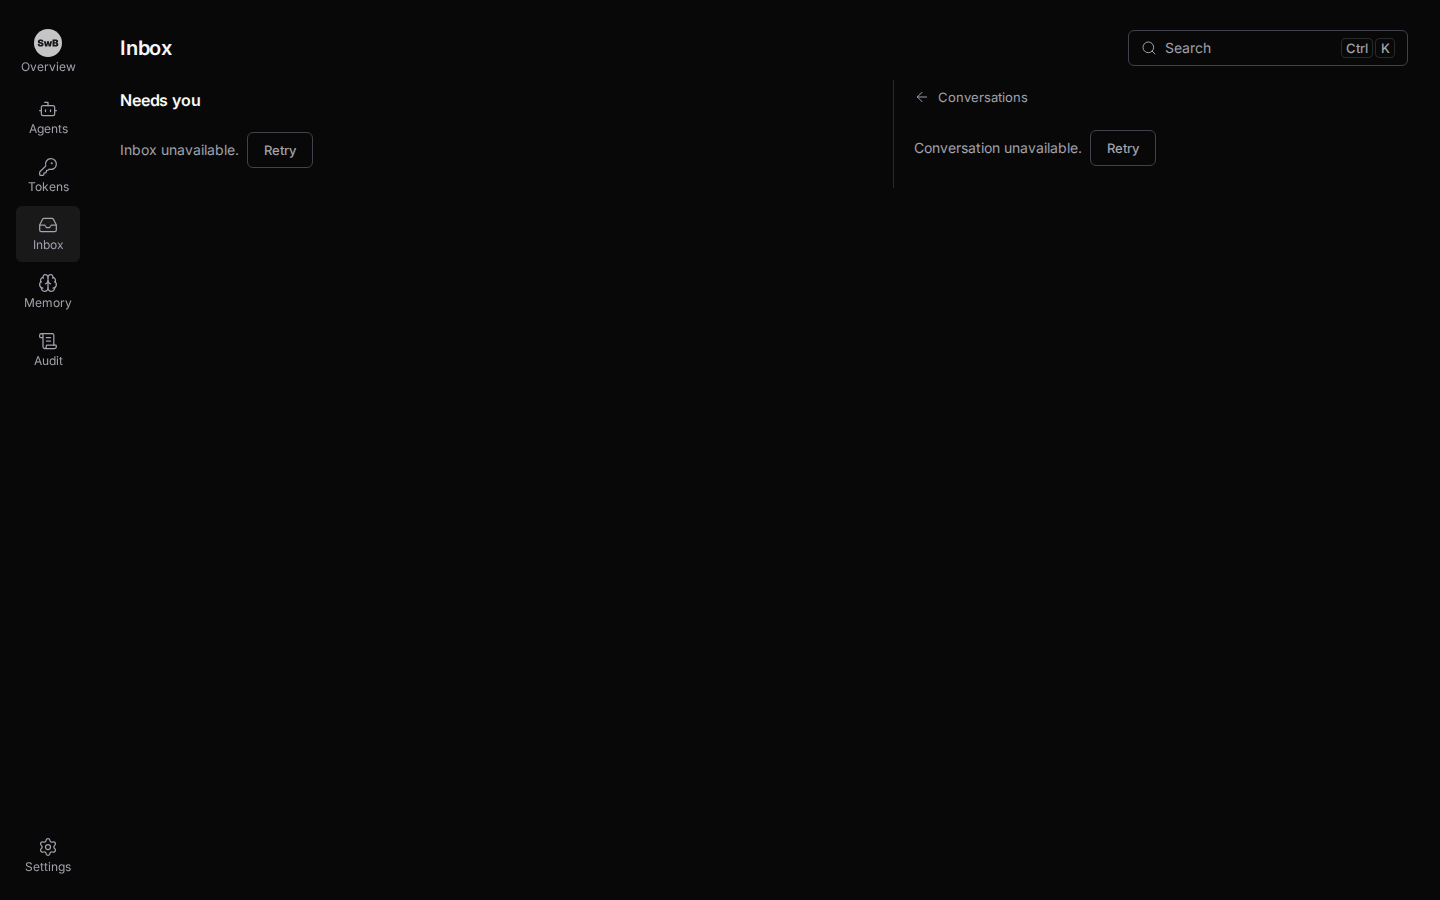 SwB
Overview
Agents
Tokens
Inbox
Memory
Audit
Settings
Inbox
Search Ctrl K
Needs you
Inbox unavailable. Retry
Conversations
Conversation unavailable. Retry